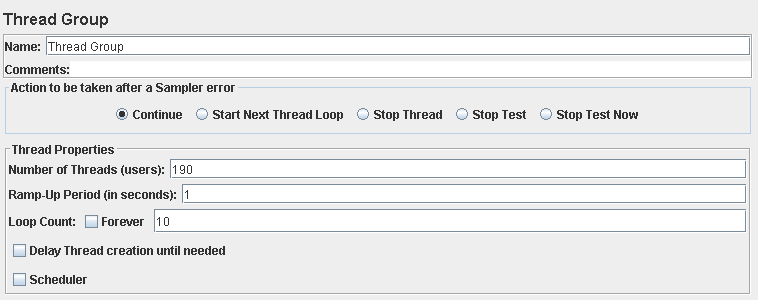 Thread Group
Name: Thread Group
Comments:
Action to be taken after a Sampler error
Continue Start Next Thread Loop Stop Thread Stop Test Stop Test Now
Thread Properties
Number of Threads (users): 190
Ramp-Up Period (in seconds): 1
Loop Count: Forever 10
Delay Thread creation until needed
Scheduler